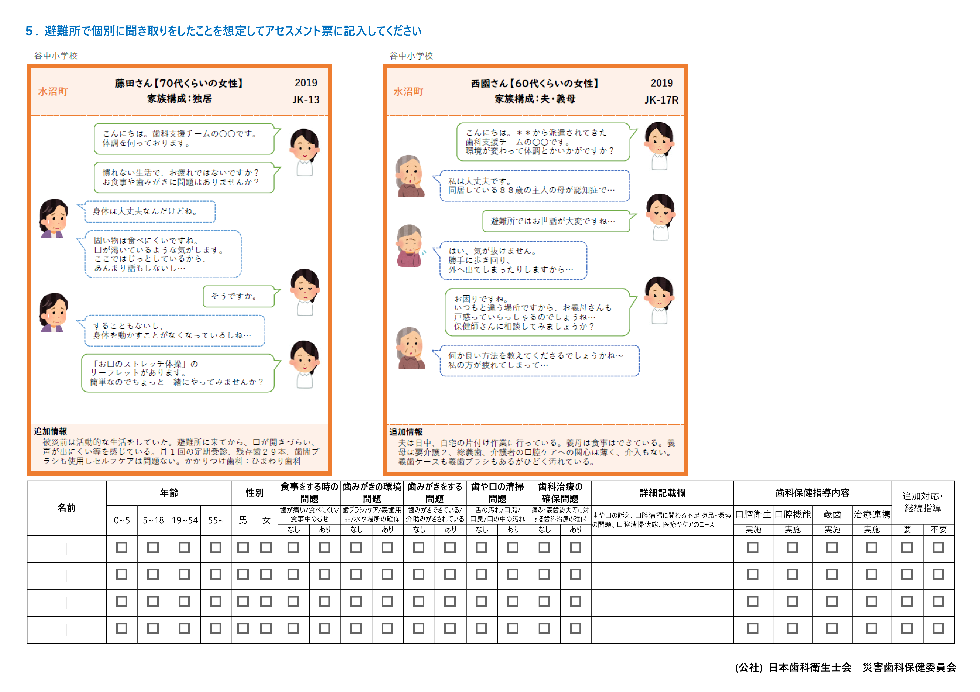 5．避難所で個別に聞き取りをしたことを想定してアセスメント票に記入してください
谷中小学校
水沼町
藤田さん【70代くらいの女性】
家族構成：独居
2019
JK-13
こんにちは。歯科支援チームの〇〇です。
体調を伺っております。
慣れない生活で、お疲れではないですか？
お食事や歯みがきに問題はありませんか？
身体は大丈夫なんだけどね。
固い物は食べにくいですね。
口が渇いているような気がします。
ここではじっとしているから、
あんまり話もしないし…
そうですか。
することもないし、
身体を動かすことがなくなっているしね…
「お口のストレッチ体操」の
リーフレットがあります。
簡単なのでちょっと一緒にやってみませんか？
追加情報
被災前は活動的な生活をしていた。避難所に来てから、口が開きづらい、
声が出にくい等を感じている。月1回の定期受診、残存歯29本、歯間ブ
ラシも使用しセルフケアは問題ない。かかりつけ歯科：ひまわり歯科
谷中小学校
水沼町
西園さん【60代くらいの女性】
家族構成：夫・義母
2019
JK-17R
こんにちは。＊＊から派遣されてきた
歯科支援チームの〇〇です。
環境が変わって体調とかいかがですか？
私は大丈夫です。
同居している88歳の主人の母が認知症で…
避難所ではお世話が大変ですね…
はい、気が抜けません。
勝手に歩き回り、
外へ出てしまったりしますから…
お困りですね。
いつもと違う場所ですから、お義母さんも
戸惑っていらっしゃるのでしょうね…
保健師さんに相談してみましょうか？
何か良い方法を教えてくださるでしょうかね…
私の方が疲れてしまって…
追加情報
夫は日中、自宅の片付け作業に行っている。義母は食事はできている。義
母は要介護2、総義歯、介護者の口腔ケアへの関心は薄く、介入もない。
義歯ケースも義歯ブラシもあるがひどく汚れている。
名前
年齢
性別
食事をする時の問題
歯みがきの環境問題
歯みがきをする問題
歯や口の清掃問題
歯科治療の確保問題
詳細記載欄
歯科保健指導内容
追加対応・継続指導
0~5
6~18
19~54
55~
男
女
なし
あり
なし
あり
なし
あり
なし
あり
なし
あり
口腔衛生
口腔機能
義歯
治療連携
実施
実施
実施
実施
要
不要
(公社) 日本歯科衛生士会　災害歯科保健委員会